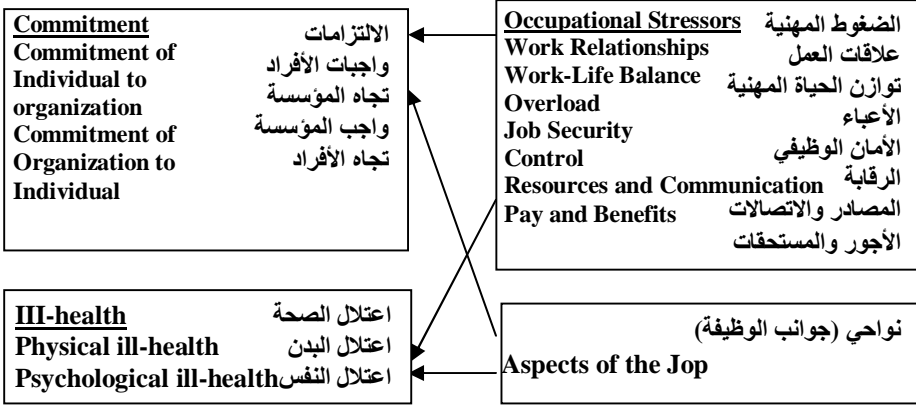 Commitment
Commitment of
Individual to
organization
Commitment of
Organization to
Individual
الالتزامات
واجبات الأفراد
تجاه المؤسسة
واجب المؤسسة
تجاه الأفراد
Occupational Stressors
Work Relationships
Work-Life Balance
Overload
Job Security
Control
Resources and Communication
Pay and Benefits
الضغوط المهنية
علاقات العمل
توازن الحياة المهنية
الأعباء
الأمان الوظيفي
الرقابة
المصادر والاتصالات
الأجور والمستحقات
III-health
Physical ill-health
Psychological ill-health
اعتلال الصحة
اعتلال البدن
اعتلال النفس
نواحي (جوانب الوظيفة)
Aspects of the Jop